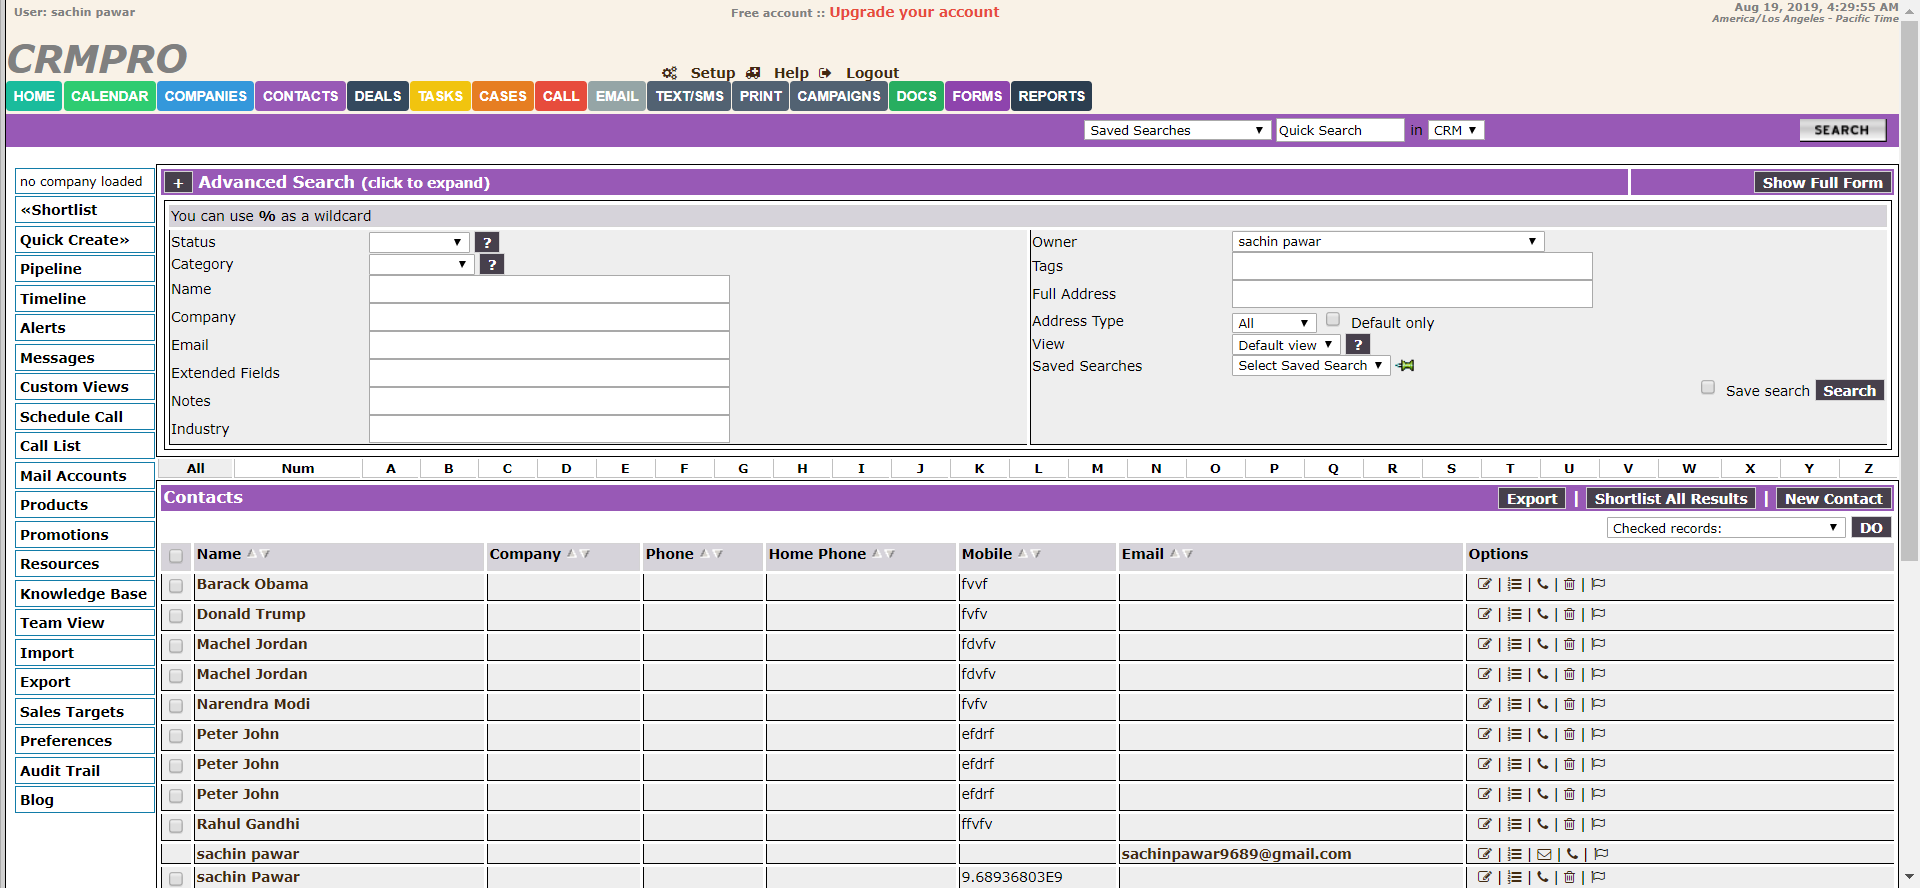 User: sachin pawar
Free account :: Upgrade your account
Aug 19, 2019, 4:29:55 AM
America/Los Angeles - Pacific Time
CRMPRO
Setup Help Logout
HOME CALENDAR COMPANIES CONTACTS DEALS TASKS CASES CALL EMAIL TEXT/SMS PRINT CAMPAIGNS DOCS FORMS REPORTS
Saved Searches Quick Search in CRM SEARCH
no company loaded
«Shortlist
Quick Create»
Pipeline
Timeline
Alerts
Messages
Custom Views
Schedule Call
Call List
Mail Accounts
Products
Promotions
Resources
Knowledge Base
Team View
Import
Export
Sales Targets
Preferences
Audit Trail
Blog
+ Advanced Search (click to expand) Show Full Form
You can use % as a wildcard
Status ?
Category ?
Name
Company
Email
Extended Fields
Notes
Industry
Owner sachin pawar
Tags
Full Address
Address Type All Default only
View Default view ?
Saved Searches Select Saved Search
Save search Search
All Num A B C D E F G H I J K L M N O P Q R S T U V W X Y Z
Contacts Export | Shortlist All Results | New Contact
Checked records: DO
Name Company Phone Home Phone Mobile Email Options
Barack Obama fvvf | | | |
Donald Trump fvfv | | | |
Machel Jordan fdvfv | | | |
Machel Jordan fdvfv | | | |
Narendra Modi fvfv | | | |
Peter John efdrf | | | |
Peter John efdrf | | | |
Peter John efdrf | | | |
Rahul Gandhi ffvfv | | | |
sachin pawar sachinpawar9689@gmail.com | | | |
sachin Pawar 9.68936803E9 | | | |